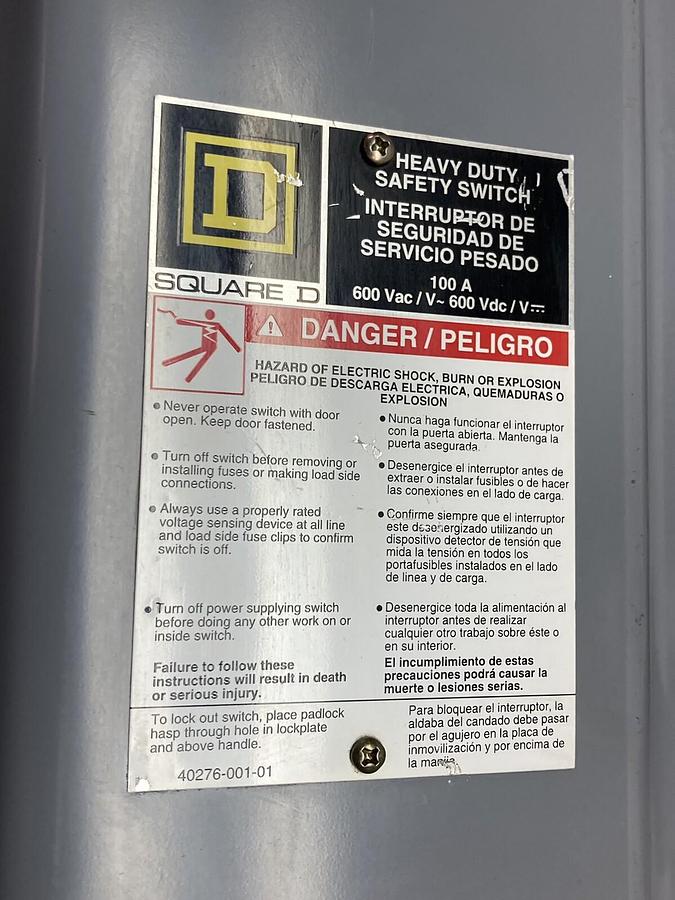 D
SQUARE D
HEAVY DUTY
SAFETY SWITCH
INTERRUPTOR DE
SEGURIDAD DE
SERVICIO PESADO
100 A
600 Vac / V~ 600 Vdc / V⎓
DANGER / PELIGRO
HAZARD OF ELECTRIC SHOCK, BURN OR EXPLOSION
PELIGRO DE DESCARGA ELECTRICA, QUEMADURAS O
EXPLOSION
• Never operate switch with door
open. Keep door fastened.
• Turn off switch before removing or
installing fuses or making load side
connections.
• Always use a properly rated
voltage sensing device at all line
and load side fuse clips to confirm
switch is off.
• Turn off power supplying switch
before doing any other work on or
inside switch.
Failure to follow these
instructions will result in death
or serious injury.
• Nunca haga funcionar el interruptor
con la puerta abierta. Mantenga la
puerta asegurada.
• Desenergice el interruptor antes de
extraer o instalar fusibles o de hacer
las conexiones en el lado de carga.
• Confirme siempre que el interruptor
este desenergizado utilizando un
dispositivo detector de tensión que
mida la tensión en todos los
portafusibles instalados en el lado
de línea y de carga.
• Desenergice toda la alimentación al
interruptor antes de realizar
cualquier otro trabajo sobre éste o
en su interior.
El incumplimiento de estas
precauciones podrá causar la
muerte o lesiones serias.
To lock out switch, place padlock
hasp through hole in lockplate
and above handle.
40276-001-01
Para bloquear el interruptor, la
aldaba del candado debe pasar
por el agujero en la placa de
inmovilización y por encima de
la manija.